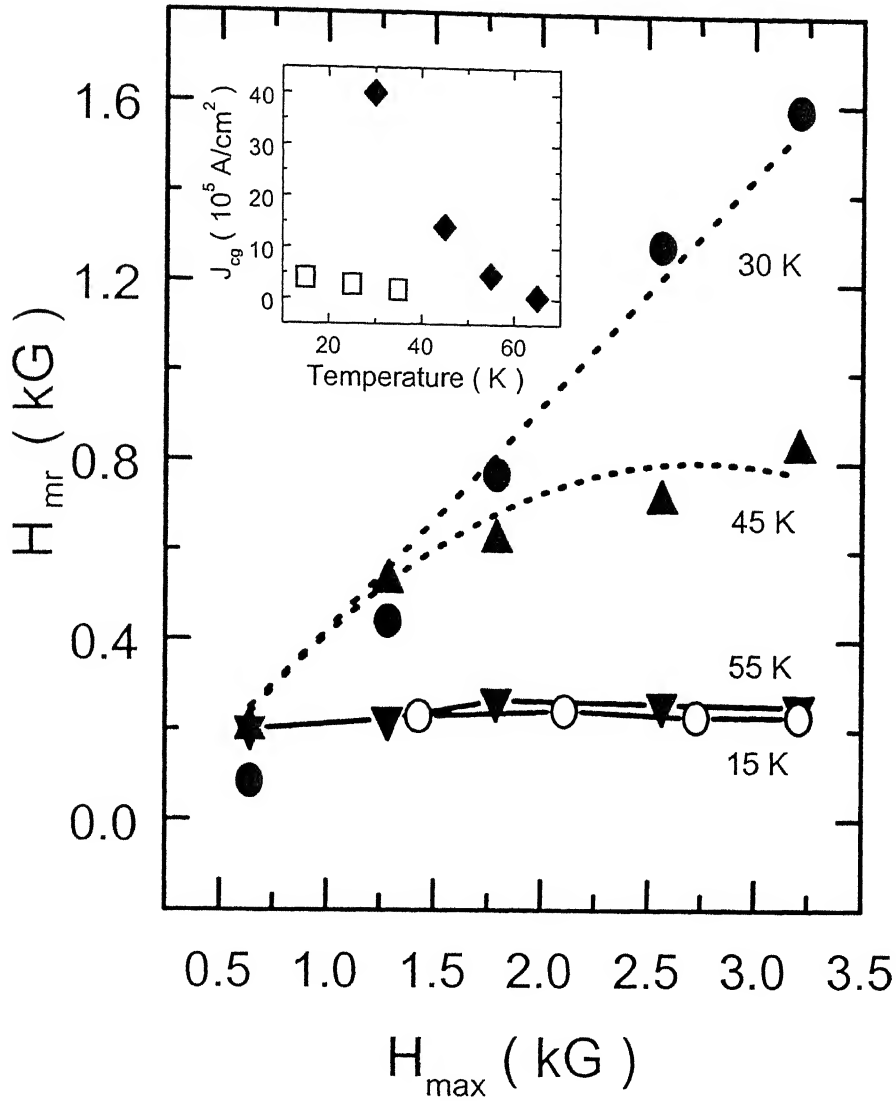 1.6
1.2
0.8
0.4
0.0
H_mr ( kG )
40
30
20
10
0
J_cg ( 10^5 A/cm^2 )
20 40 60
Temperature ( K )
30 K
45 K
55 K
15 K
0.5 1.0 1.5 2.0 2.5 3.0 3.5
H_max ( kG )